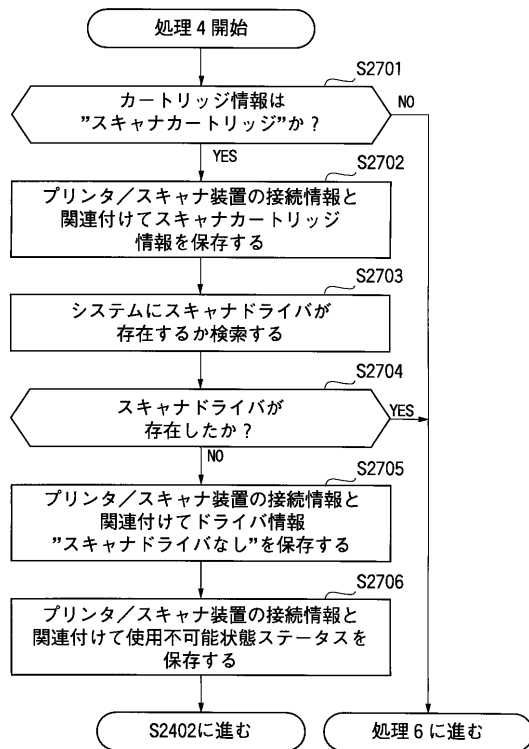 処理4開始
S2701
カートリッジ情報は
”スキャナカートリッジ”か？
NO
YES
S2702
プリンタ／スキャナ装置の接続情報と
関連付けてスキャナカートリッジ
情報を保存する
S2703
システムにスキャナドライバが
存在するか検索する
S2704
スキャナドライバが
存在したか？
YES
NO
S2705
プリンタ／スキャナ装置の接続情報と
関連付けてドライバ情報
”スキャナドライバなし”を保存する
S2706
プリンタ／スキャナ装置の接続情報と
関連付けて使用不可能状態ステータスを
保存する
S2402に進む
処理6に進む